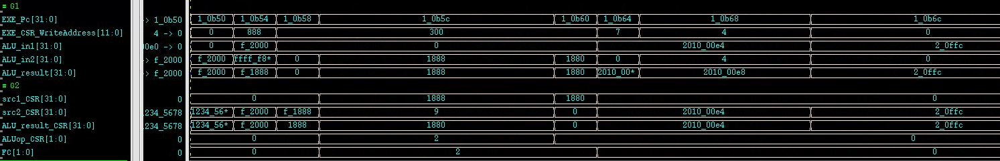 = G1
EXE_Pc[31:0] -> 1_0b50 1_0b50 1_0b54 1_0b58 1_0b5c 1_0b60 1_0b64 1_0b68 1_0b6c
EXE_CSR_WriteAddress[11:0] 4 -> 0 0 888 300 7 4 0
ALU_in1[31:0] 00e0 -> 0 0 f_2000 0 2010_00e4 2_0ffc
ALU_in2[31:0] -> f_2000 f_2000 ffff_f8* 0 1888 1880 0 4 0
ALU_result[31:0] -> f_2000 f_2000 f_1888 0 1888 1880 2010_00* 2010_00e8 2_0ffc
= G2
src1_CSR[31:0] 0 0 1888 1880 0
src2_CSR[31:0] 1234_5678 1234_56* f_2000 f_1888 9 0 2010_00e4 2_0ffc
ALU_result_CSR[31:0] 1234_5678 1234_56* f_2000 1888 1880 0 2010_00e4 2_0ffc
ALUop_CSR[1:0] 0 0 2 0
FC[1:0] 0 0 2 0